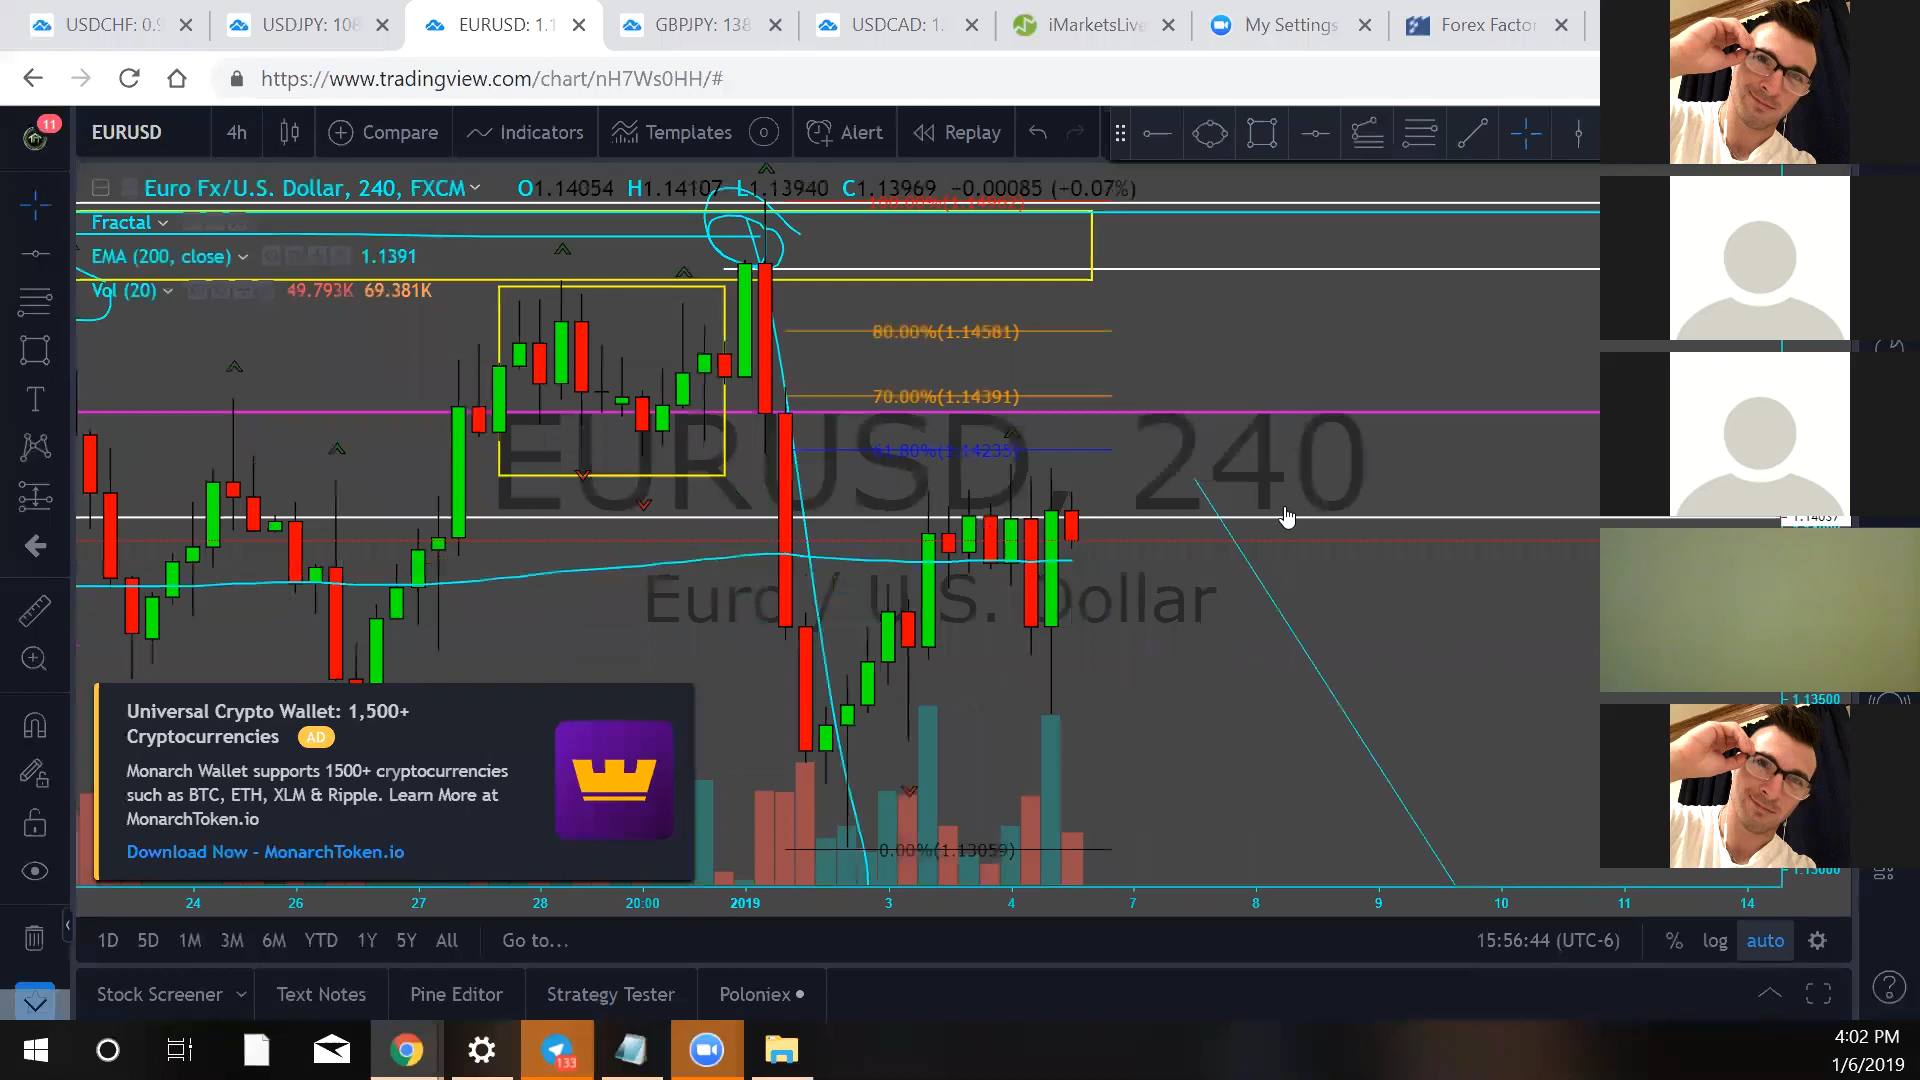 USDCHF: 0.9
USDJPY: 108
EURUSD: 1.1
GBPJPY: 138
USDCAD: 1.
iMarketsLive
My Settings
Forex Factor
https://www.tradingview.com/chart/nH7Ws0HH/#
11
EURUSD
4h
Compare
Indicators
Templates
Alert
Replay
Euro Fx/U.S. Dollar, 240, FXCM
O1.14054 H1.14107 L1.13940 C1.13969 −0.00085 (+0.07%)
Fractal
EMA (200, close)
1.1391
Vol (20)
49.793K 69.381K
80.00%(1.14581)
70.00%(1.14391)
61.80%(1.14235)
EURUSD, 240
Euro / U.S. Dollar
1.14037
1.13500
0.00%(1.13059)
1.13000
Universal Crypto Wallet: 1,500+
Cryptocurrencies AD
Monarch Wallet supports 1500+ cryptocurrencies
such as BTC, ETH, XLM & Ripple. Learn More at
MonarchToken.io
Download Now - MonarchToken.io
24 26 27 28 20:00 2019 3 4 7 8 9 10 11 14
1D 5D 1M 3M 6M YTD 1Y 5Y All
Go to...
15:56:44 (UTC-6)
% log auto
Stock Screener
Text Notes
Pine Editor
Strategy Tester
Poloniex
133
4:02 PM
1/6/2019